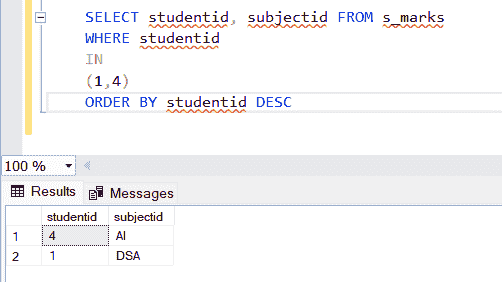 SELECT studentid, subjectid FROM s_marks
WHERE studentid
IN
(1,4)
ORDER BY studentid DESC
100 %
Results Messages
studentid subjectid
1 4 AI
2 1 DSA